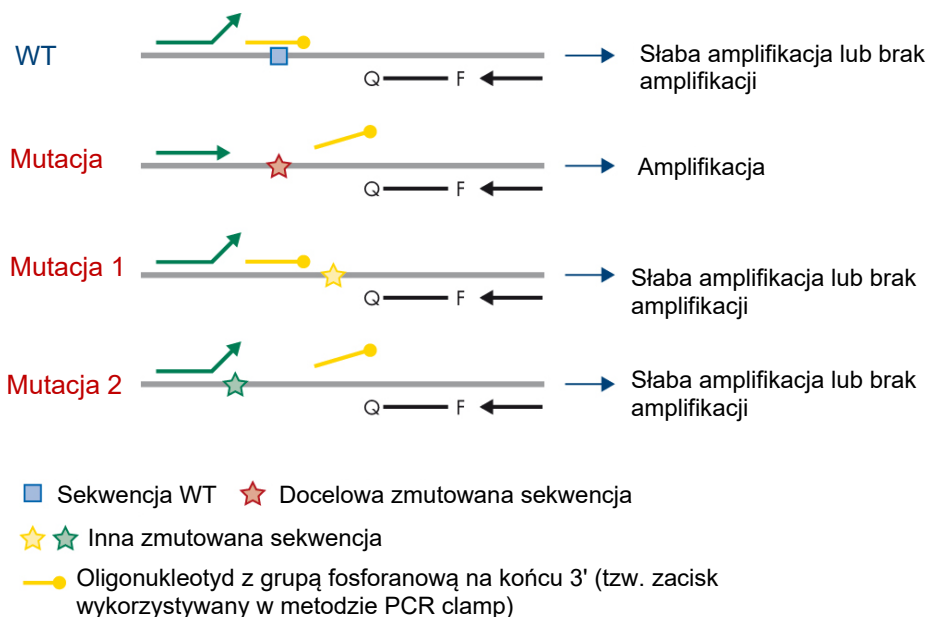 WT
Słaba amplifikacja lub brak
amplifikacji
Q F
Mutacja
Amplifikacja
Q F
Mutacja 1
Słaba amplifikacja lub brak
amplifikacji
Q F
Mutacja 2
Słaba amplifikacja lub brak
amplifikacji
Q F
Sekwencja WT Docelowa zmutowana sekwencja
Inna zmutowana sekwencja
Oligonukleotyd z grupą fosforanową na końcu 3' (tzw. zacisk
wykorzystywany w metodzie PCR clamp)